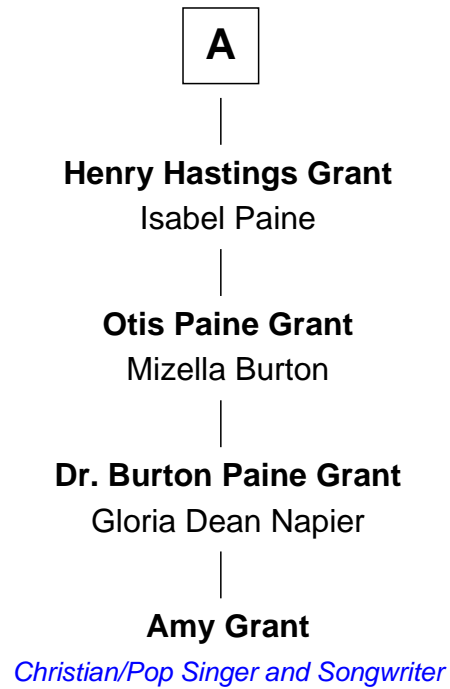 A
Henry Hastings Grant
Isabel Paine
Otis Paine Grant
Mizella Burton
Dr. Burton Paine Grant
Gloria Dean Napier
Amy Grant
Christian/Pop Singer and Songwriter